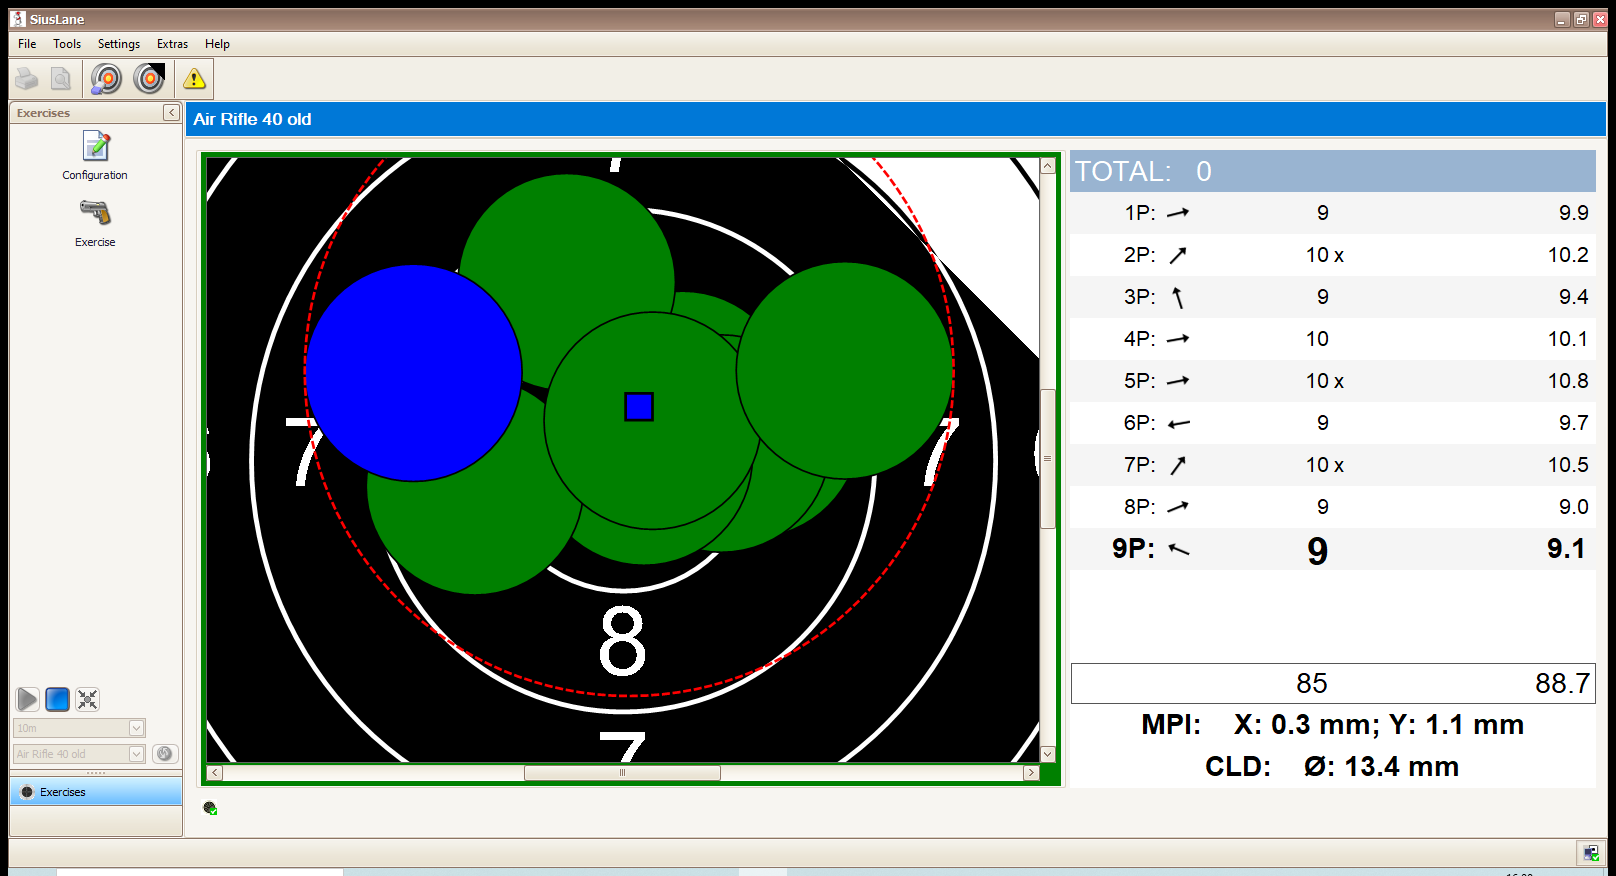 SiusLane
File Tools Settings Extras Help
Exercises
Configuration
Exercise
10m
Air Rifle 40 old
Exercises
Air Rifle 40 old
7
7
7
8
7
TOTAL: 0
1P: 9 9.9
2P: 10 x 10.2
3P: 9 9.4
4P: 10 10.1
5P: 10 x 10.8
6P: 9 9.7
7P: 10 x 10.5
8P: 9 9.0
9P: 9 9.1
85 88.7
MPI: X: 0.3 mm; Y: 1.1 mm
CLD: Ø: 13.4 mm